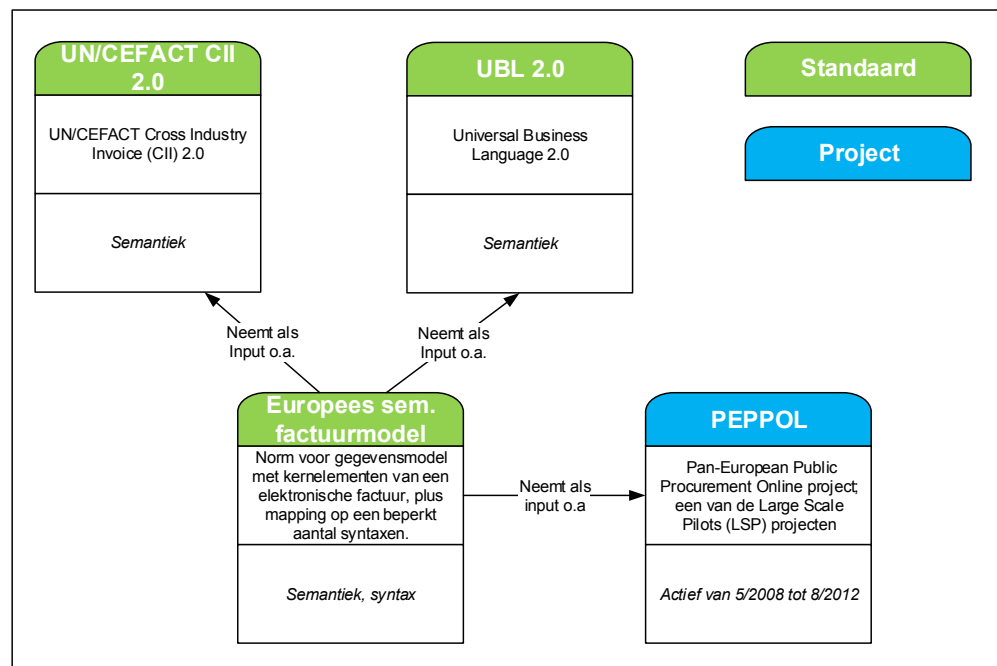 UN/CEFACT CII
2.0
UN/CEFACT Cross Industry
Invoice (CII) 2.0
Semantiek
UBL 2.0
Universal Business
Language 2.0
Semantiek
Standaard
Project
Neemt als
Input o.a.
Neemt als
Input o.a.
Europees sem.
factuurmodel
Norm voor gegevensmodel
met kernelementen van een
elektronische factuur, plus
mapping op een beperkt
aantal syntaxen.
Semantiek, syntax
Neemt als
input o.a
PEPPOL
Pan-European Public
Procurement Online project;
een van de Large Scale
Pilots (LSP) projecten
Actief van 5/2008 tot 8/2012